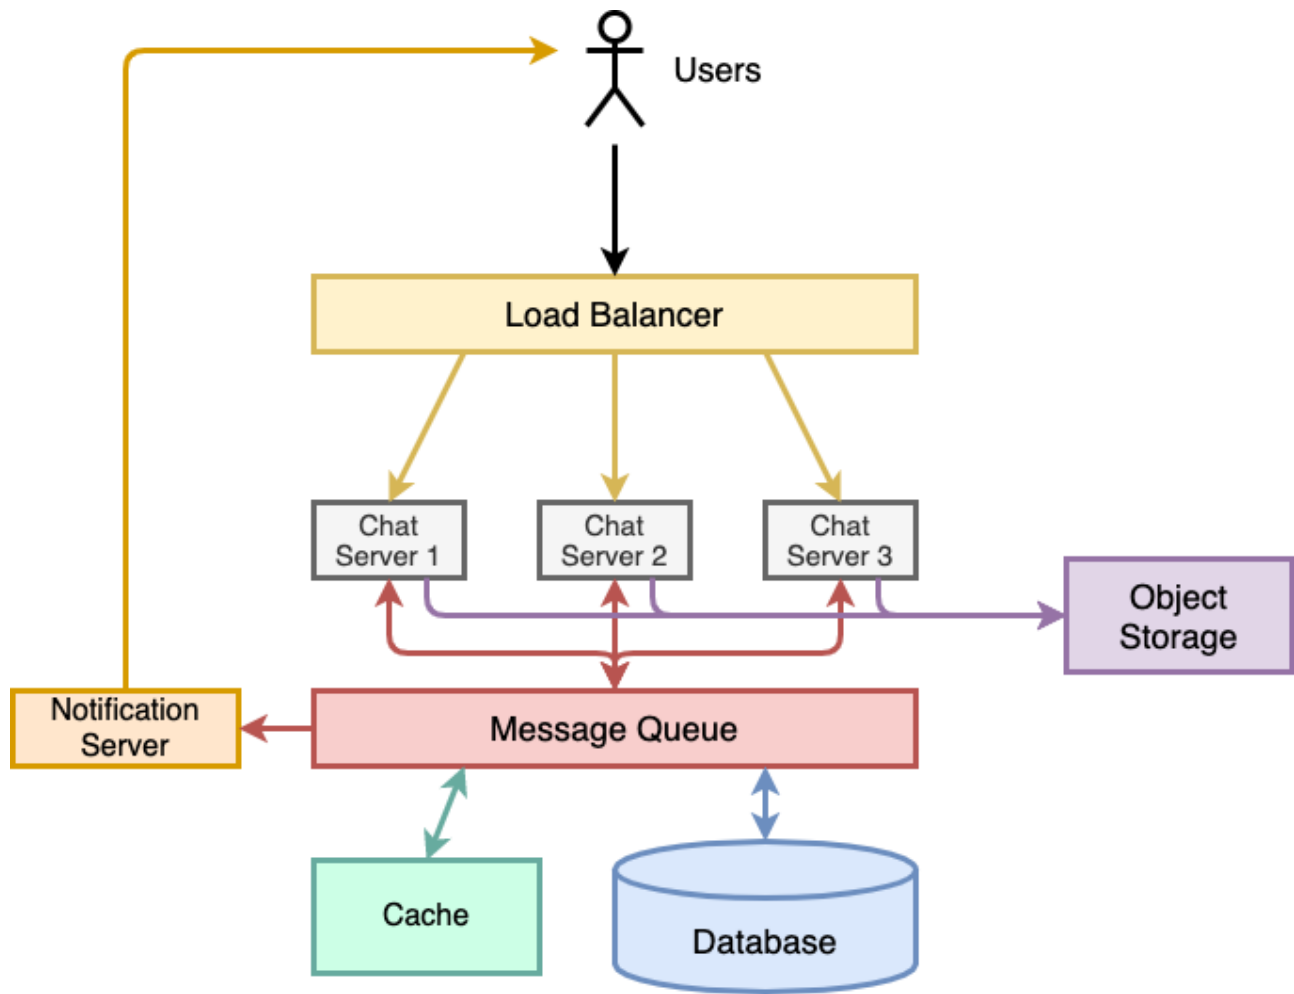 Users
Load Balancer
Chat
Server 1
Chat
Server 2
Chat
Server 3
Object
Storage
Notification
Server
Message Queue
Cache
Database